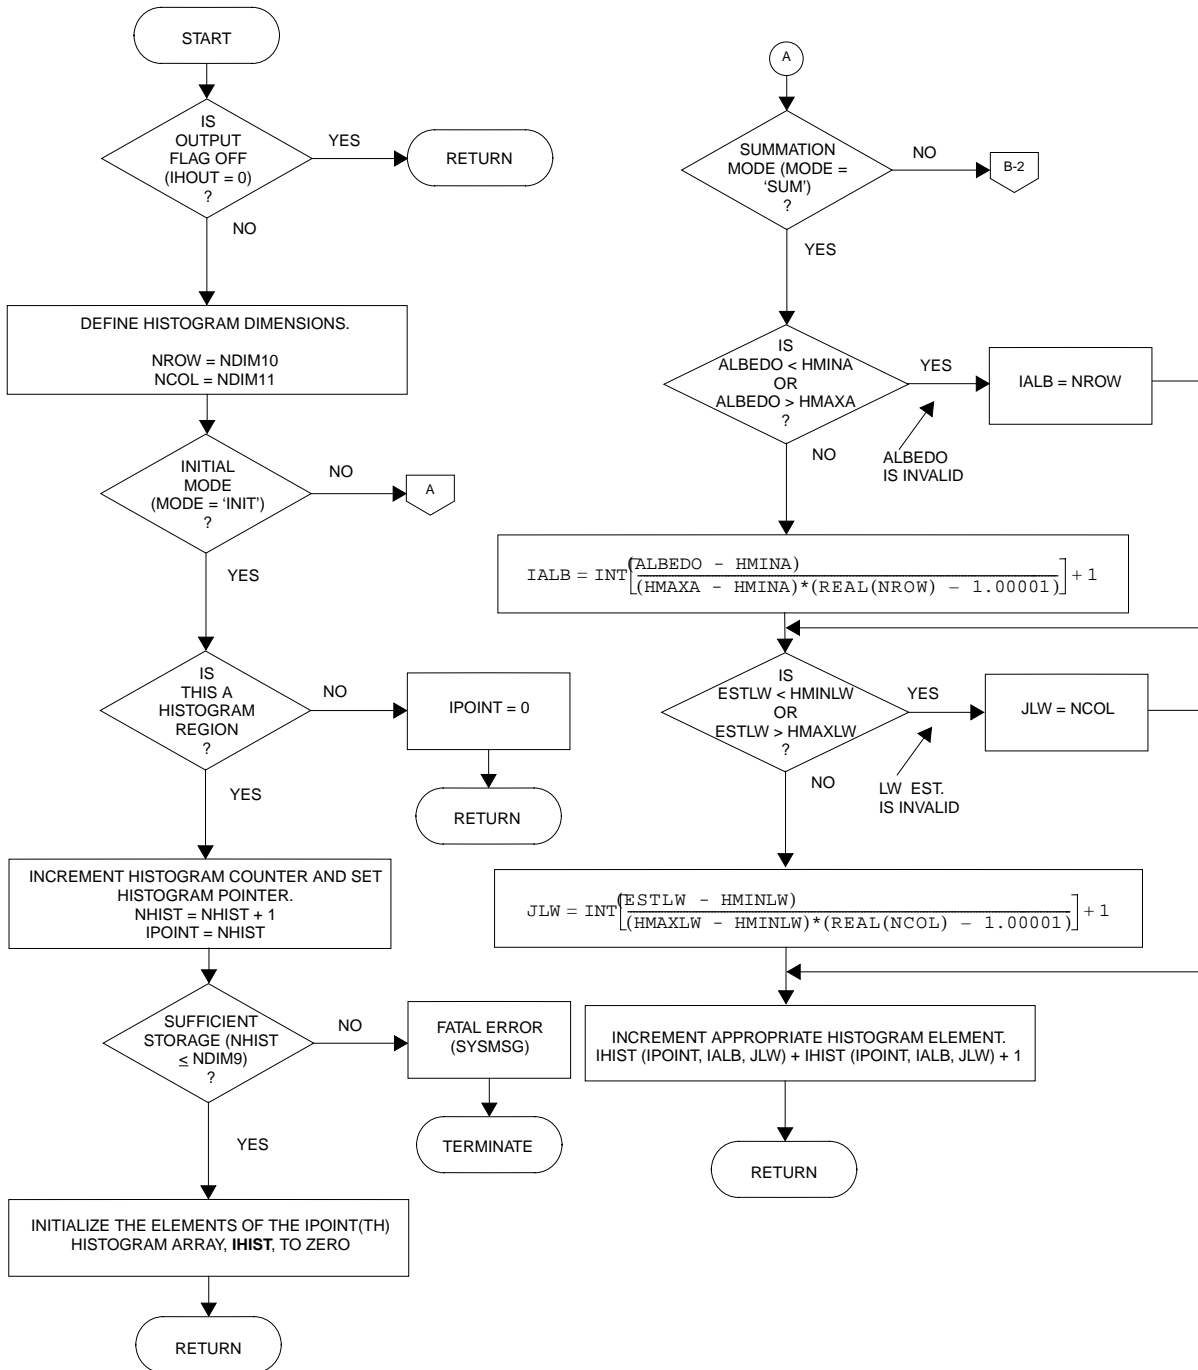 START
IS
OUTPUT
FLAG OFF
(IHOUT = 0)
?
YES
RETURN
NO
DEFINE HISTOGRAM DIMENSIONS.
NROW = NDIM10
NCOL = NDIM11
INITIAL
MODE
(MODE = ‘INIT’)
?
NO
A
YES
IS
THIS A
HISTOGRAM
REGION
?
NO
IPOINT = 0
RETURN
YES
INCREMENT HISTOGRAM COUNTER AND SET
HISTOGRAM POINTER.
NHIST = NHIST + 1
IPOINT = NHIST
SUFFICIENT
STORAGE (NHIST
≤ NDIM9)
?
NO
FATAL ERROR
(SYSMSG)
TERMINATE
YES
INITIALIZE THE ELEMENTS OF THE IPOINT(TH)
HISTOGRAM ARRAY, IHIST, TO ZERO
RETURN
A
SUMMATION
MODE (MODE =
‘SUM’)
?
NO
B-2
YES
IS
ALBEDO < HMINA
OR
ALBEDO > HMAXA
?
YES
IALB = NROW
ALBEDO
IS INVALID
NO
IALB = INT[(ALBEDO - HMINA) / (HMAXA - HMINA)*(REAL(NROW) - 1.00001)] + 1
IS
ESTLW < HMINLW
OR
ESTLW > HMAXLW
?
YES
JLW = NCOL
LW EST.
IS INVALID
NO
JLW = INT[(ESTLW - HMINLW) / (HMAXLW - HMINLW)*(REAL(NCOL) - 1.00001)] + 1
INCREMENT APPROPRIATE HISTOGRAM ELEMENT.
IHIST (IPOINT, IALB, JLW) + IHIST (IPOINT, IALB, JLW) + 1
RETURN